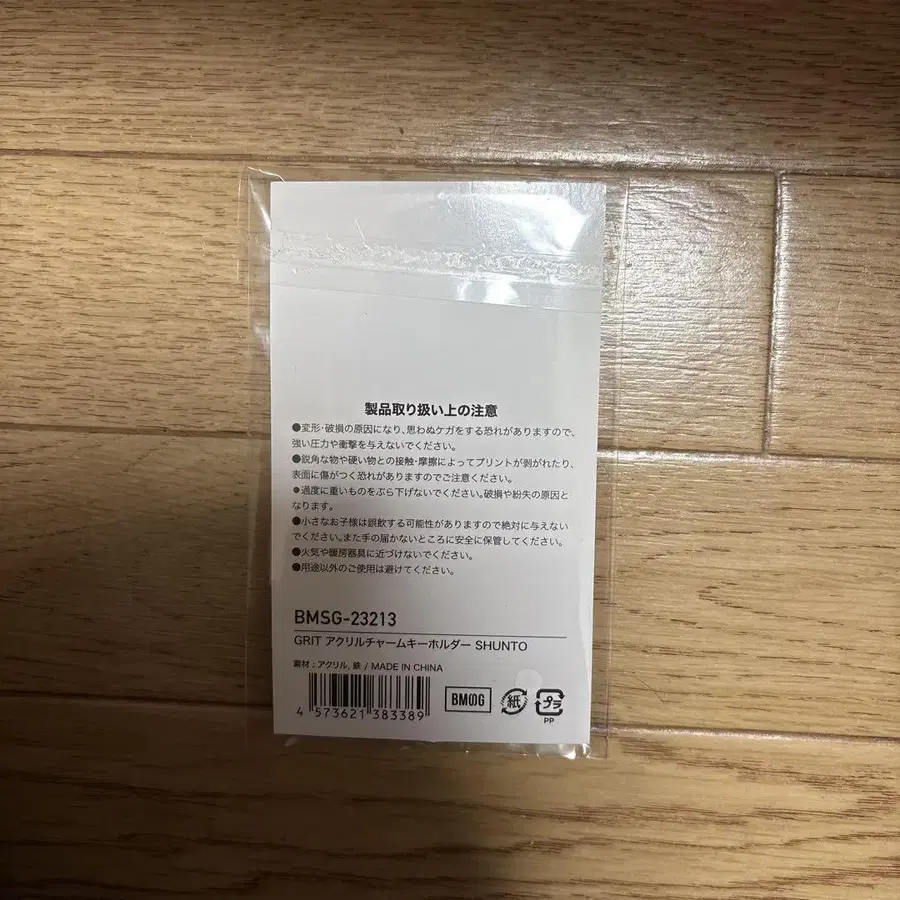 製品取り扱い上の注意
●変形・破損の原因になり、思わぬケガをする恐れがありますので、
強い圧力や衝撃を与えないでください。
●鋭角な物や硬い物との接触・摩擦によってプリントが剥がれたり、
表面に傷がつく恐れがありますのでご注意ください。
●過度に重いものをぶら下げないでください。破損や紛失の原因と
なります。
●小さなお子様は誤飲する可能性がありますので絶対に与えない
でください。また手の届かないところに安全に保管してください。
●火気や暖房器具に近づけないでください。
●用途以外のご使用は避けてください。
BMSG-23213
GRIT アクリルチャームキーホルダー SHUNTO
素材：アクリル, 鉄 / MADE IN CHINA
4 573621 383389
BMSG 紙 プラ
PP